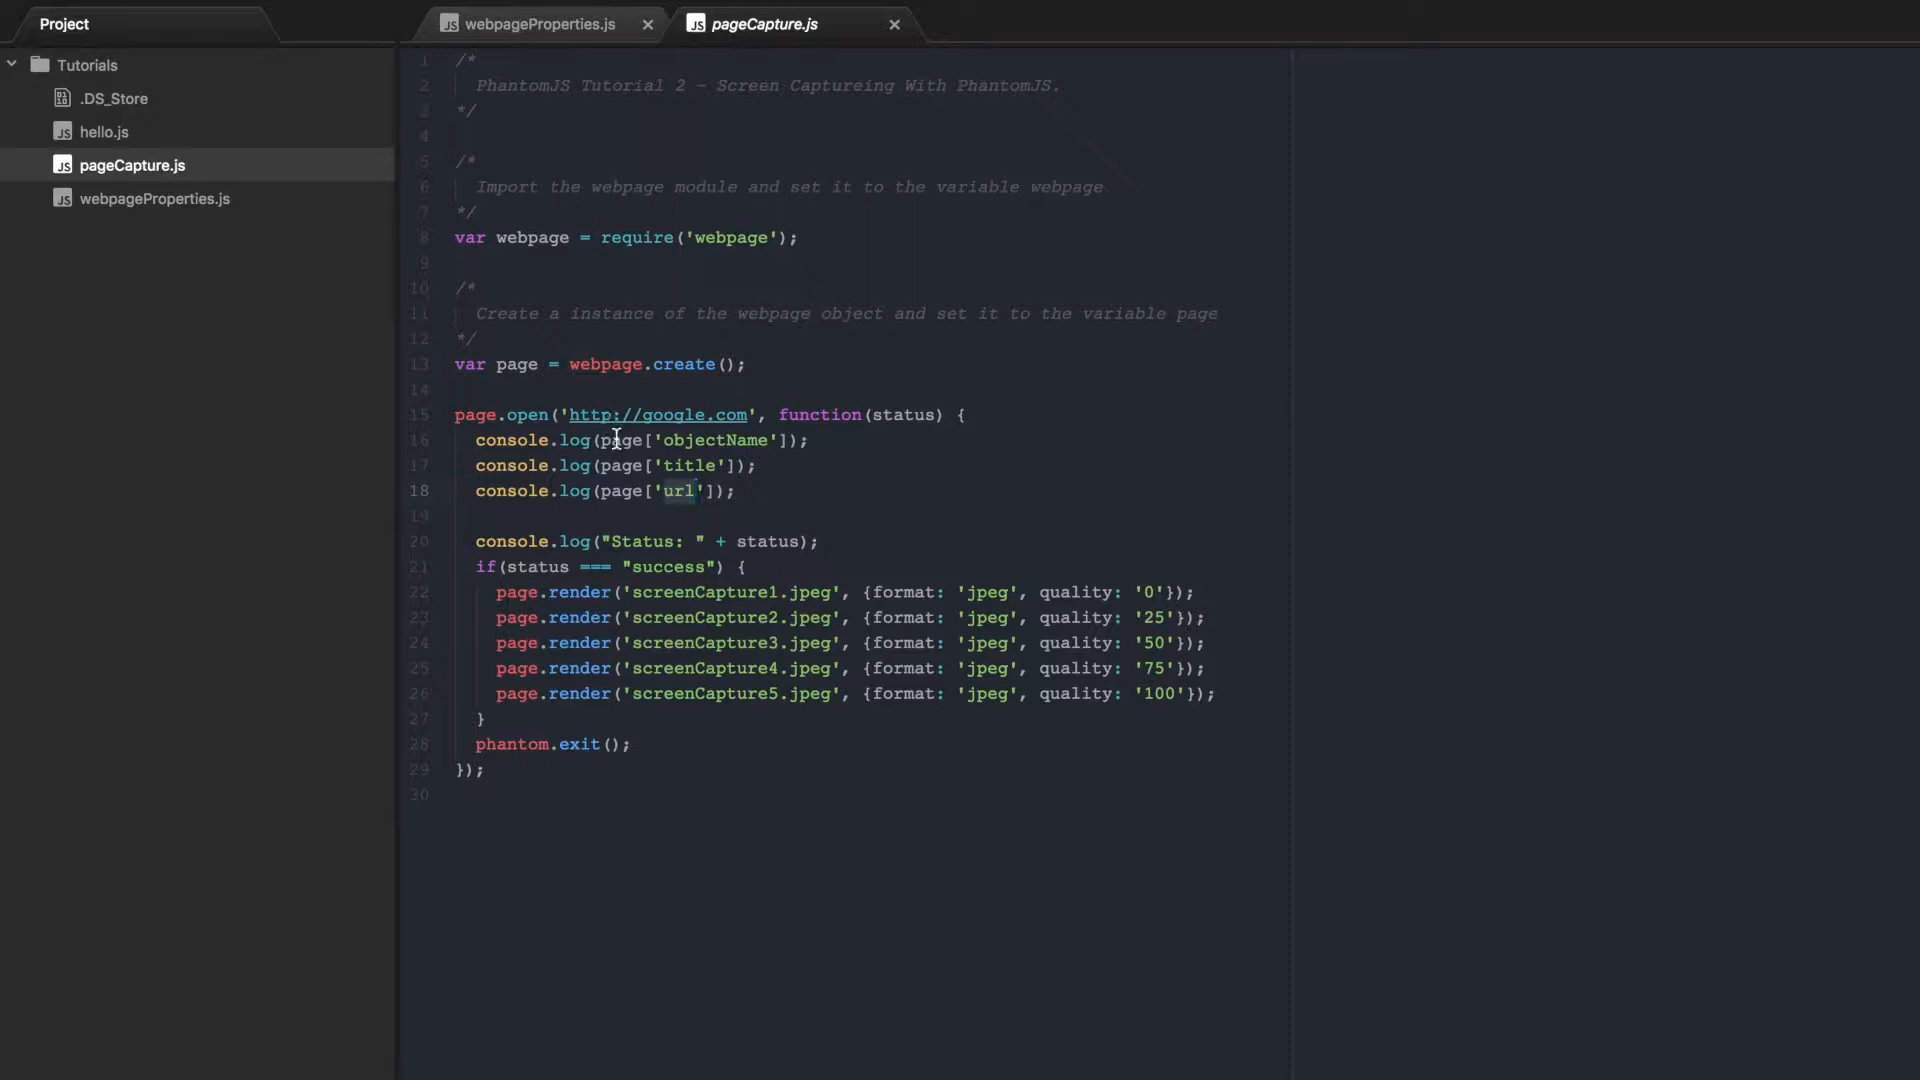 Project
webpageProperties.js
pageCapture.js
Tutorials
.DS_Store
hello.js
pageCapture.js
webpageProperties.js
1 /*
2 PhantomJS Tutorial 2 - Screen Captureing With PhantomJS.
3 */
4
5 /*
6 Import the webpage module and set it to the variable webpage
7 */
8 var webpage = require('webpage');
9
10 /*
11 Create a instance of the webpage object and set it to the variable page
12 */
13 var page = webpage.create();
14
15 page.open('http://google.com', function(status) {
16 console.log(page['objectName']);
17 console.log(page['title']);
18 console.log(page['url']);
19
20 console.log("Status: " + status);
21 if(status === "success") {
22 page.render('screenCapture1.jpeg', {format: 'jpeg', quality: '0'});
23 page.render('screenCapture2.jpeg', {format: 'jpeg', quality: '25'});
24 page.render('screenCapture3.jpeg', {format: 'jpeg', quality: '50'});
25 page.render('screenCapture4.jpeg', {format: 'jpeg', quality: '75'});
26 page.render('screenCapture5.jpeg', {format: 'jpeg', quality: '100'});
27 }
28 phantom.exit();
29 });
30